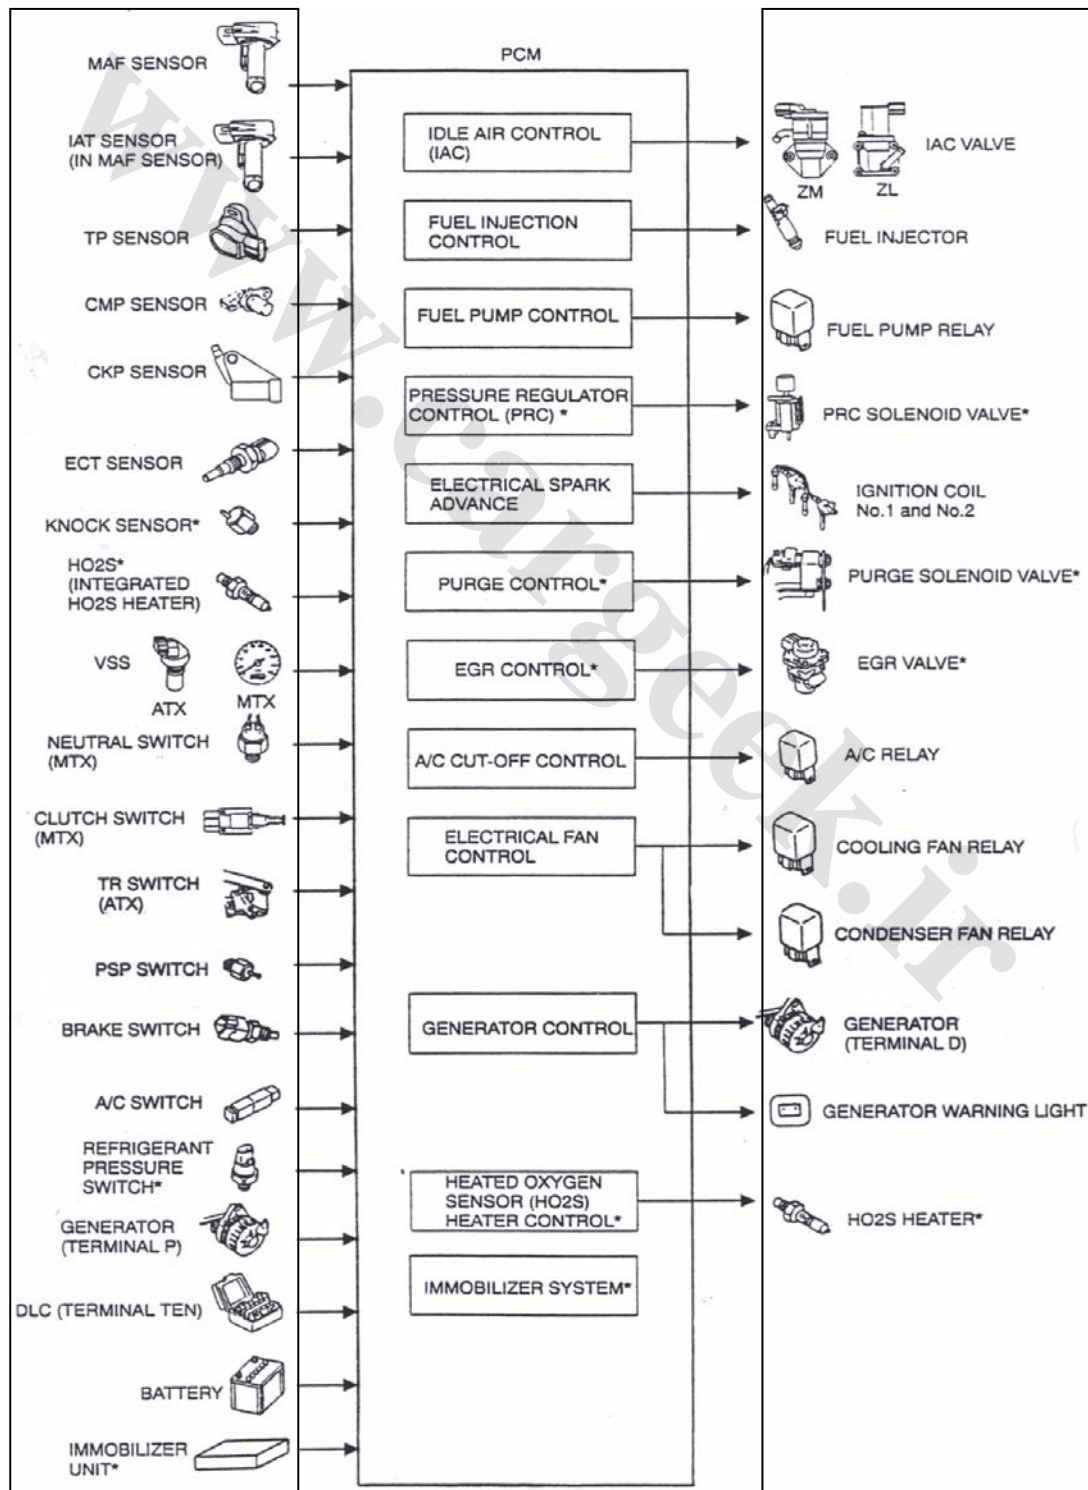 MAF SENSOR
IAT SENSOR
(IN MAF SENSOR)
TP SENSOR
CMP SENSOR
CKP SENSOR
ECT SENSOR
KNOCK SENSOR*
HO2S*
(INTEGRATED
HO2S HEATER)
VSS
ATX
MTX
NEUTRAL SWITCH
(MTX)
CLUTCH SWITCH
(MTX)
TR SWITCH
(ATX)
PSP SWITCH
BRAKE SWITCH
A/C SWITCH
REFRIGERANT
PRESSURE
SWITCH*
GENERATOR
(TERMINAL P)
DLC (TERMINAL TEN)
BATTERY
IMMOBILIZER
UNIT*
PCM
IDLE AIR CONTROL
(IAC)
FUEL INJECTION
CONTROL
FUEL PUMP CONTROL
PRESSURE REGULATOR
CONTROL (PRC) *
ELECTRICAL SPARK
ADVANCE
PURGE CONTROL*
EGR CONTROL*
A/C CUT-OFF CONTROL
ELECTRICAL FAN
CONTROL
GENERATOR CONTROL
HEATED OXYGEN
SENSOR (HO2S)
HEATER CONTROL*
IMMOBILIZER SYSTEM*
IAC VALVE
ZM
ZL
FUEL INJECTOR
FUEL PUMP RELAY
PRC SOLENOID VALVE*
IGNITION COIL
No.1 and No.2
PURGE SOLENOID VALVE*
EGR VALVE*
A/C RELAY
COOLING FAN RELAY
CONDENSER FAN RELAY
GENERATOR
(TERMINAL D)
GENERATOR WARNING LIGHT
HO2S HEATER*
www.cargeek.ir